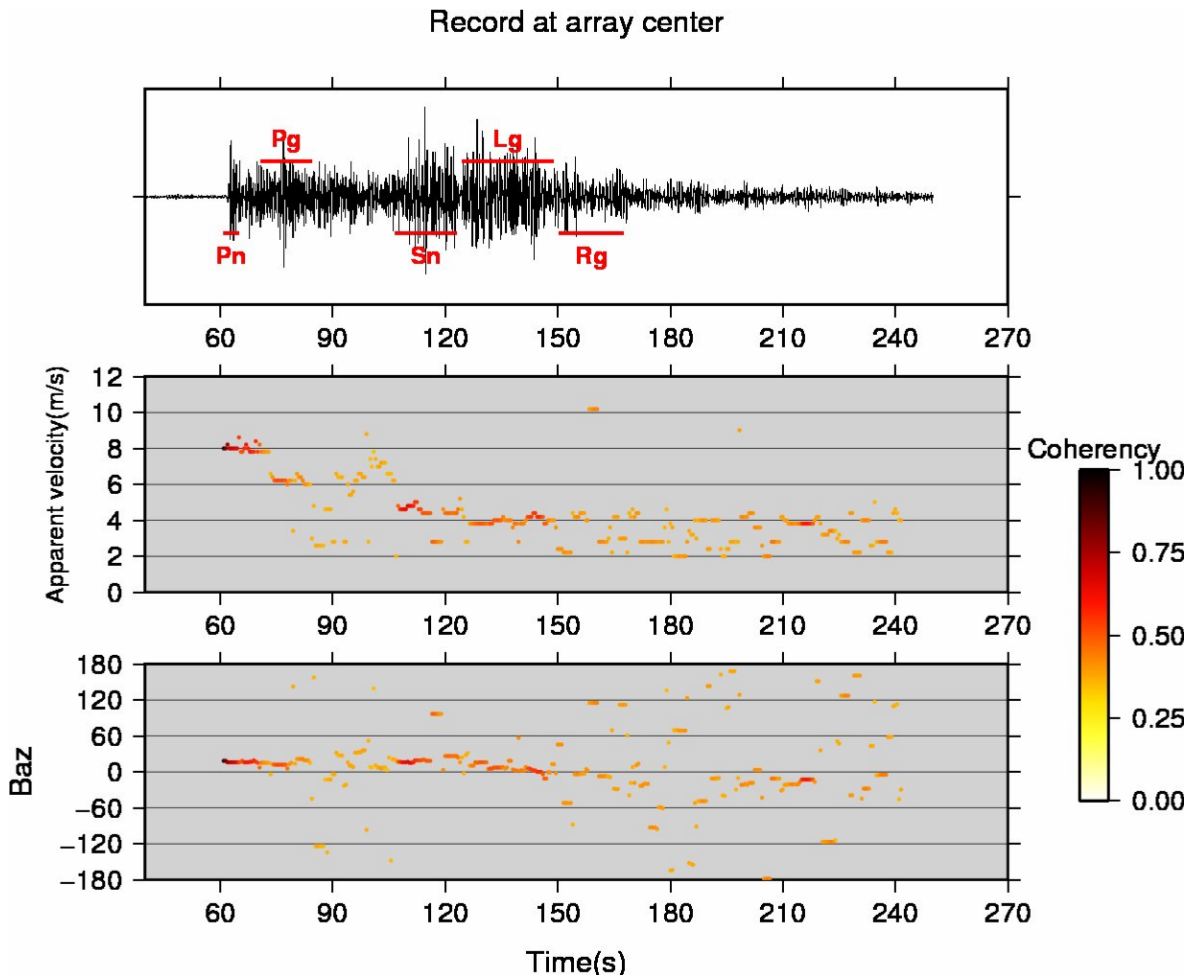 Record at array center
Pg
Lg
Pn
Sn
Rg
60 90 120 150 180 210 240 270
Apparent velocity(m/s)
12
10
8
6
4
2
0
60 90 120 150 180 210 240 270
Coherency
1.00
0.75
0.50
0.25
0.00
Baz
180
120
60
0
−60
−120
−180
60 90 120 150 180 210 240 270
Time(s)